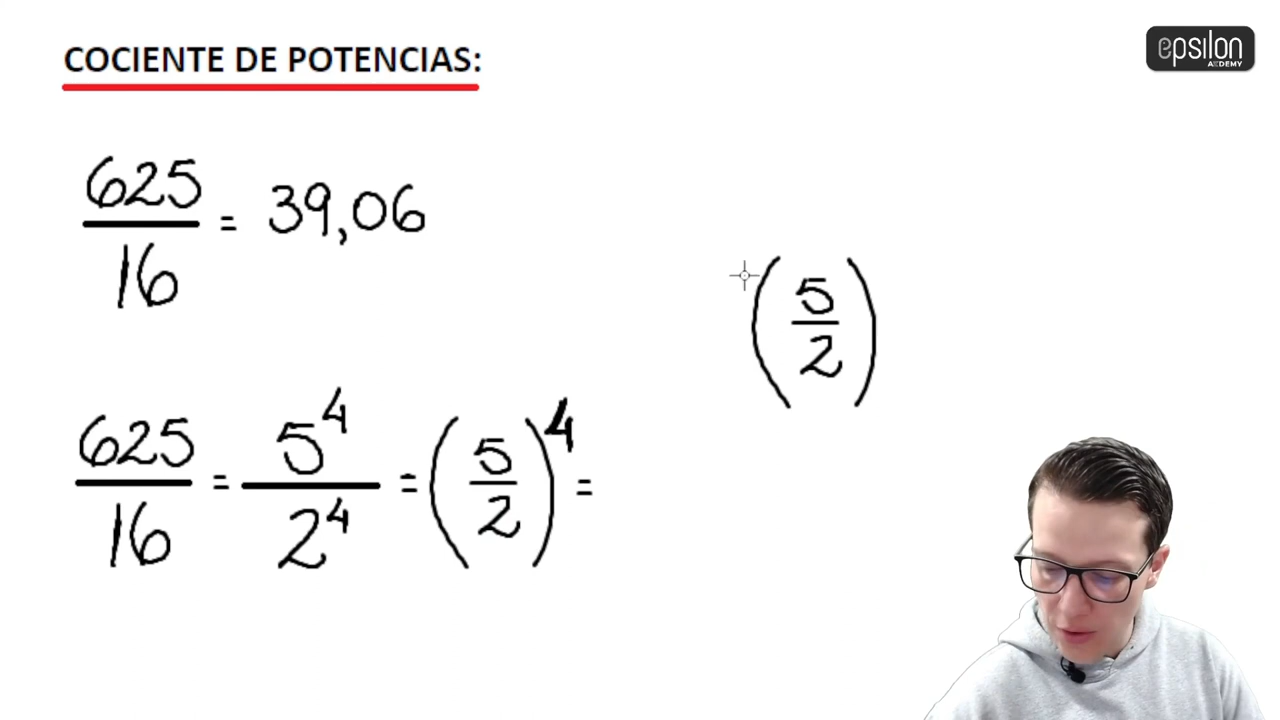 COCIENTE DE POTENCIAS:
epsilon
AKADEMY
625/16 = 39,06
(5/2)
625/16 = 5^4/2^4 = (5/2)^4 =